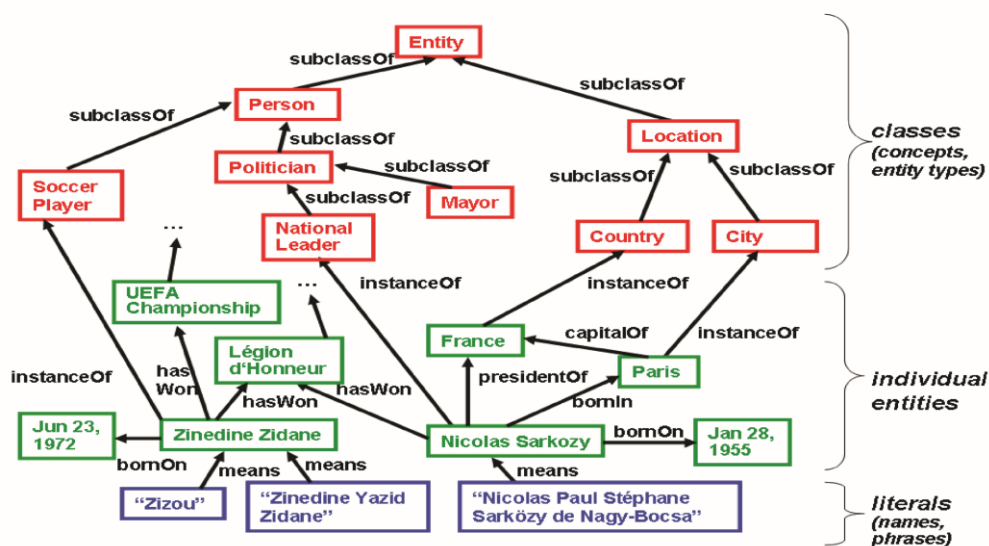 Entity
subclassOf
subclassOf
Person
subclassOf
subclassOf
Location
classes
(concepts,
entity types)
Politician
subclassOf
subclassOf
subclassOf
Soccer
Player
subclassOf
Mayor
...
National
Leader
Country
City
UEFA
Championship
...
instanceOf
instanceOf
France
capitalOf
instanceOf
Légion
d‘Honneur
instanceOf
has
Won
hasWon
hasWon
presidentOf
bornIn
Paris
individual
entities
Jun 23,
1972
Zinedine Zidane
Nicolas Sarkozy
bornOn
Jan 28,
1955
bornOn
means
means
means
“Zizou”
“Zinedine Yazid
Zidane”
“Nicolas Paul Stéphane
Sarközy de Nagy-Bocsa”
literals
(names,
phrases)